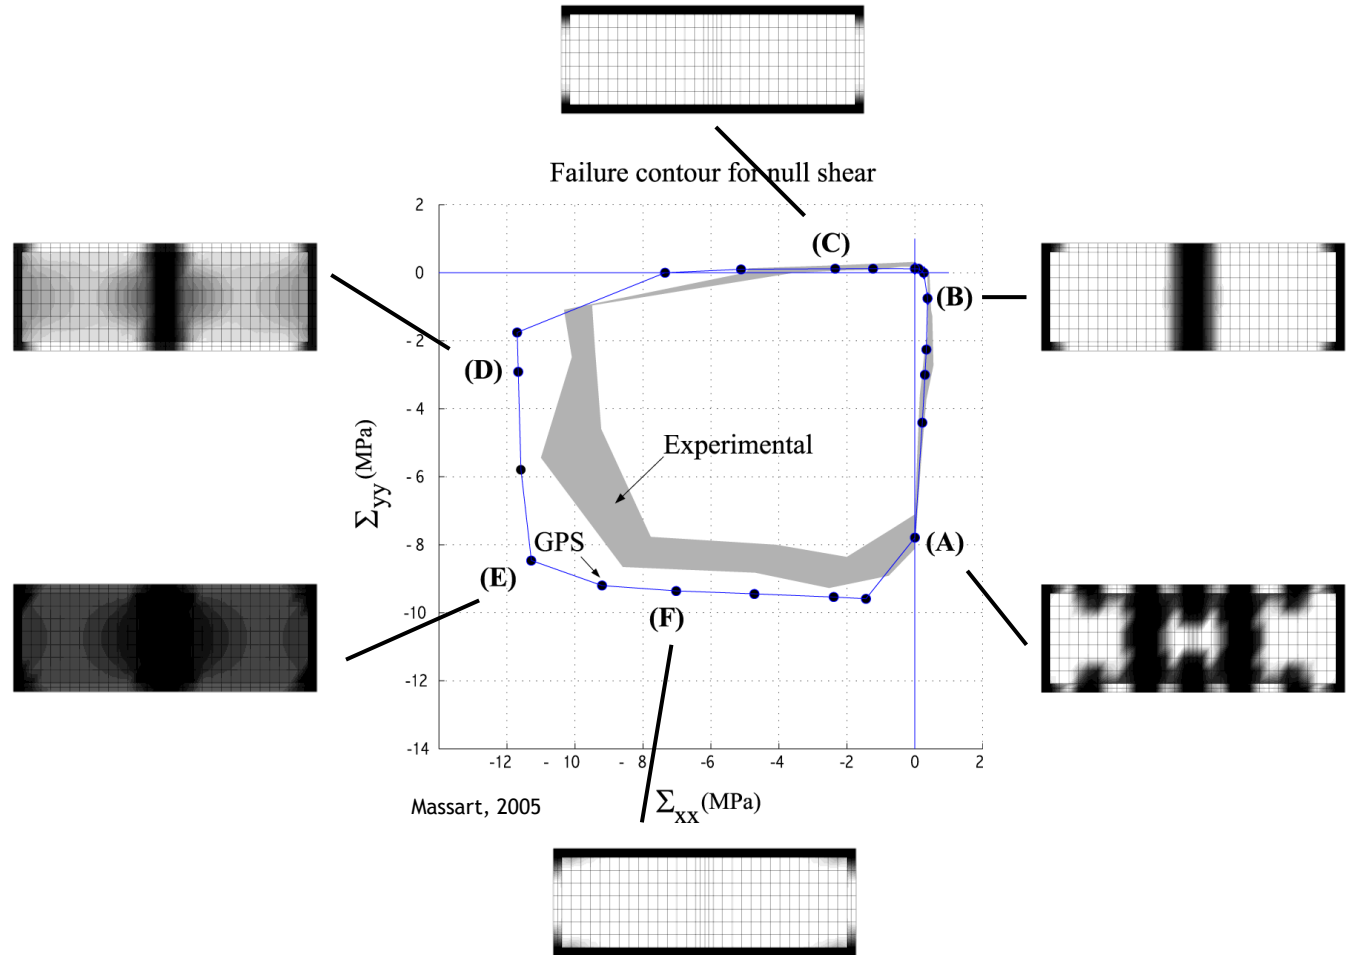 Failure contour for null shear
2
(C)
0
(B)
- 2
(D)
- 4
Experimental
Σyy (MPa)
- 6
- 8
GPS
(A)
(E)
-10
(F)
-12
-14
-12
- 10
- 8
-6
-4
-2
0
2
Massart, 2005
Σxx (MPa)